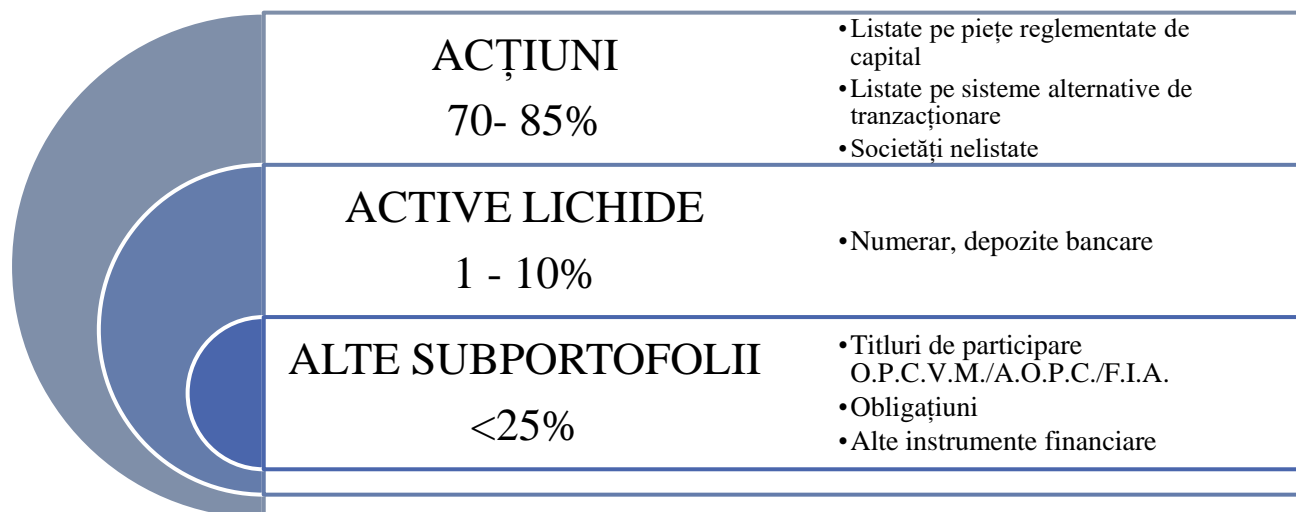 ACȚIUNI
70- 85%
•Listate pe piețe reglementate de
capital
•Listate pe sisteme alternative de
tranzacționare
•Societăți nelistate
ACTIVE LICHIDE
1 - 10%
•Numerar, depozite bancare
ALTE SUBPORTOFOLII
<25%
•Titluri de participare
O.P.C.V.M./A.O.P.C./F.I.A.
•Obligațiuni
•Alte instrumente financiare